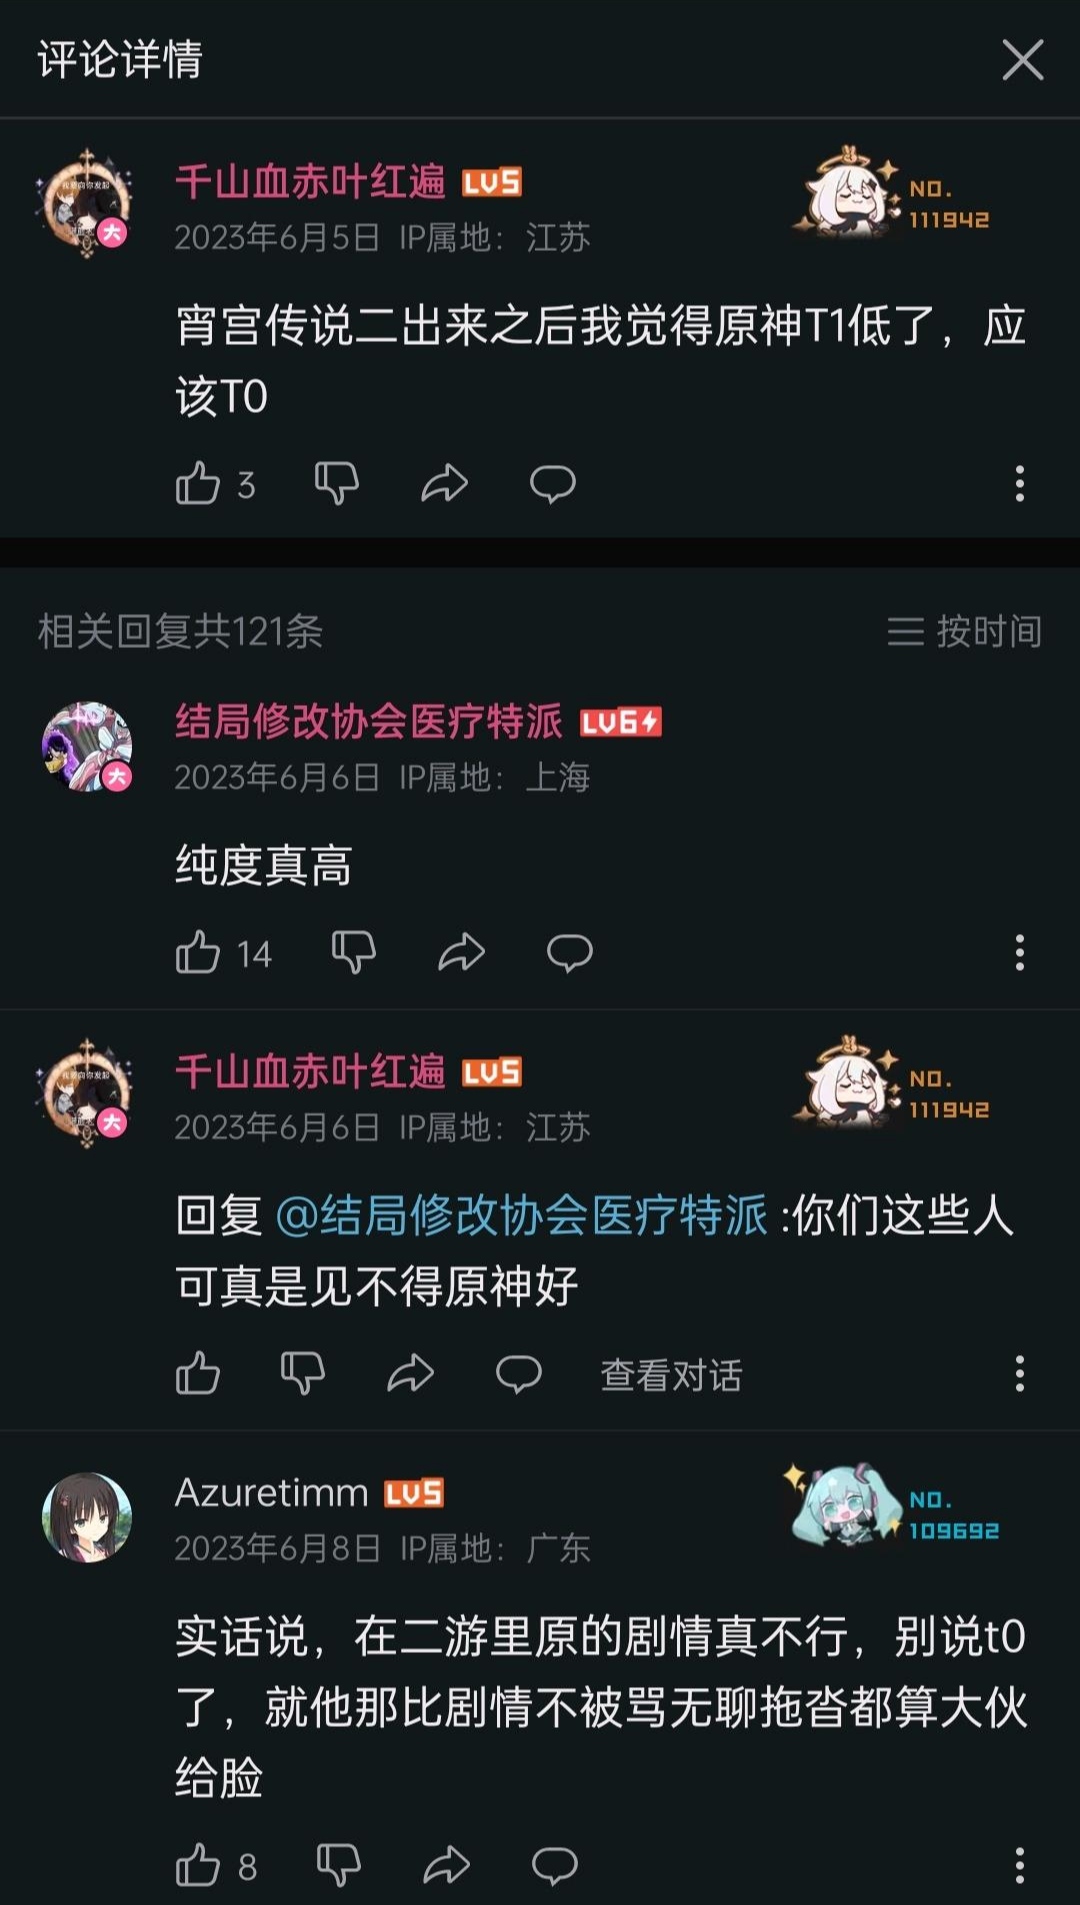 评论详情
千山血赤叶红遍 LV5
NO.
111942
2023年6月5日 IP属地：江苏
宵宫传说二出来之后我觉得原神T1低了，应
该T0
3
相关回复共121条
按时间
结局修改协会医疗特派 LV6
大
2023年6月6日 IP属地：上海
纯度真高
14
千山血赤叶红遍 LV5
NO.
111942
大
2023年6月6日 IP属地：江苏
回复 @结局修改协会医疗特派 :你们这些人
可真是见不得原神好
查看对话
Azuretimm LV5
NO.
109692
2023年6月8日 IP属地：广东
实话说，在二游里原的剧情真不行，别说t0
了，就他那比剧情不被骂无聊拖沓都算大伙
给脸
8